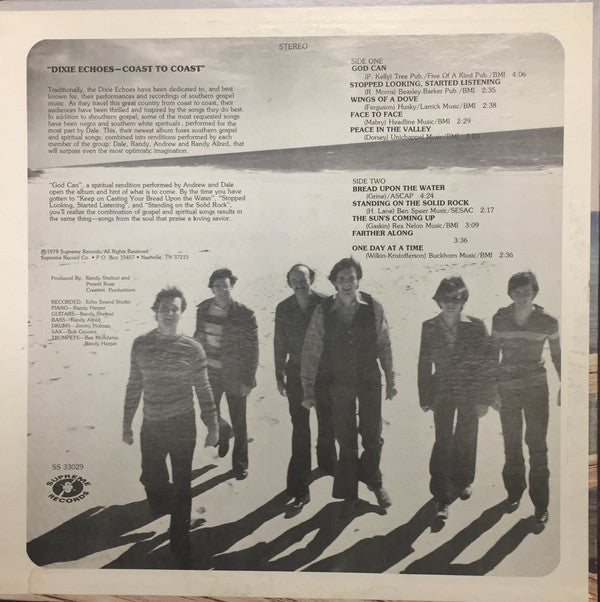 STEREO
"DIXIE ECHOES—COAST TO COAST"
Traditionally, the Dixie Echoes have been dedicated to, and best
known for, their performances and recordings of southern gospel
music. As they travel this great country from coast to coast, their
audiences have been thrilled and inspired by the songs they do.
In addition to shouthern gospel, some of the most requested songs
have been negro and southern white spirituals, performed for the
most part by Dale. This, their newest album fuses southern gospel
and spiritual songs; combined into renditions performed by each
member of the group: Dale, Randy, Andrew and Randy Allred, that
will surpass even the most optimistic imagination.
"God Can", a spiritual rendition performed by Andrew and Dale
open the album and hint of what is to come. By the time you have
gotten to "Keep on Casting Your Bread Upon the Water", "Stopped
Looking, Started Listening", and "Standing on the Solid Rock",
you'll realize the combination of gospel and spiritual songs results in
the same thing—songs from the soul that praise a loving savior.
℗1979 Supreme Records/All Rights Reserved
Supreme Record Co. • P.O. Box 15457 • Nashville, TN 37215
Produced By: Randy Shelnut and
Prewitt Rose
Creation Productions
RECORDED: Echo Sound Studio
PIANO—Randy Harper
GUITARS—Randy Shelnut
BASS—Randy Allred
DRUMS—Jimmy Holmes
SAX—Bob
TRUMPETS—
Randy Harper
SS 33029
SUPREME
RECORDS
SIDE ONE
GOD CAN
(P. Kelly) Tree Pub./Five Of A Kind Pub./BMI 4:06
STOPPED LOOKING, STARTED LISTENING
(R. Morris) Beasley-Barker Pub./BMI 2:35
WINGS OF A DOVE
(Ferguson) Husky/Larrick Music/BMI 2:38
FACE TO FACE
(Mabry) Headline Music/BMI 2:29
PEACE IN THE VALLEY
(Dorsey) Unichappel Music/BMI
SIDE TWO
BREAD UPON THE WATER
(Grine)/ASCAP 4:24
STANDING ON THE SOLID ROCK
(H. Lane) Ben Speer Music/SESAC 2:17
THE SUN'S COMING UP
(Gaskin) Rex Nelon Music/BMI 3:09
FARTHER ALONG
3:36
ONE DAY AT A TIME
(Wilkin-Kristofferson) Buckhorn Music/BMI 2:36